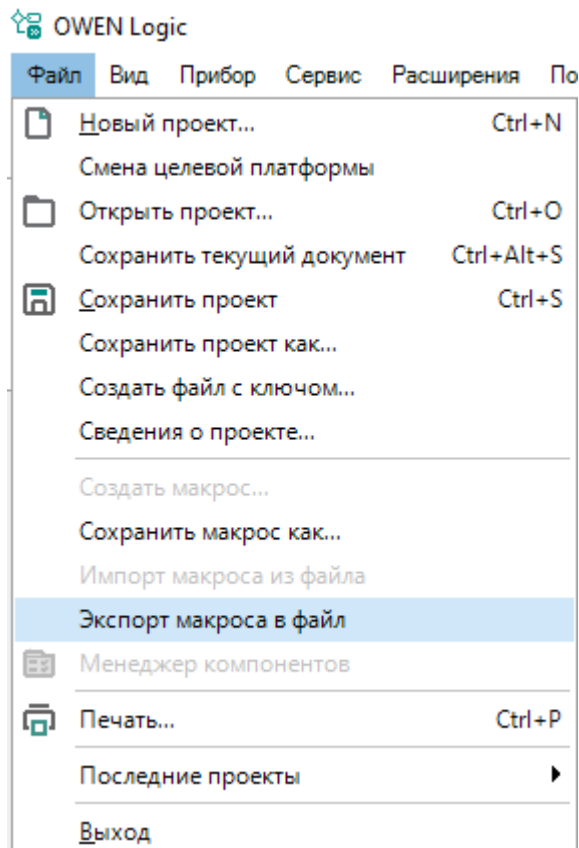 OWEN Logic
Файл Вид Прибор Сервис Расширения По
Новый проект... Ctrl+N
Смена целевой платформы
Открыть проект... Ctrl+O
Сохранить текущий документ Ctrl+Alt+S
Сохранить проект Ctrl+S
Сохранить проект как...
Создать файл с ключом...
Сведения о проекте...
Создать макрос...
Сохранить макрос как...
Импорт макроса из файла
Экспорт макроса в файл
Менеджер компонентов
Печать... Ctrl+P
Последние проекты
Выход